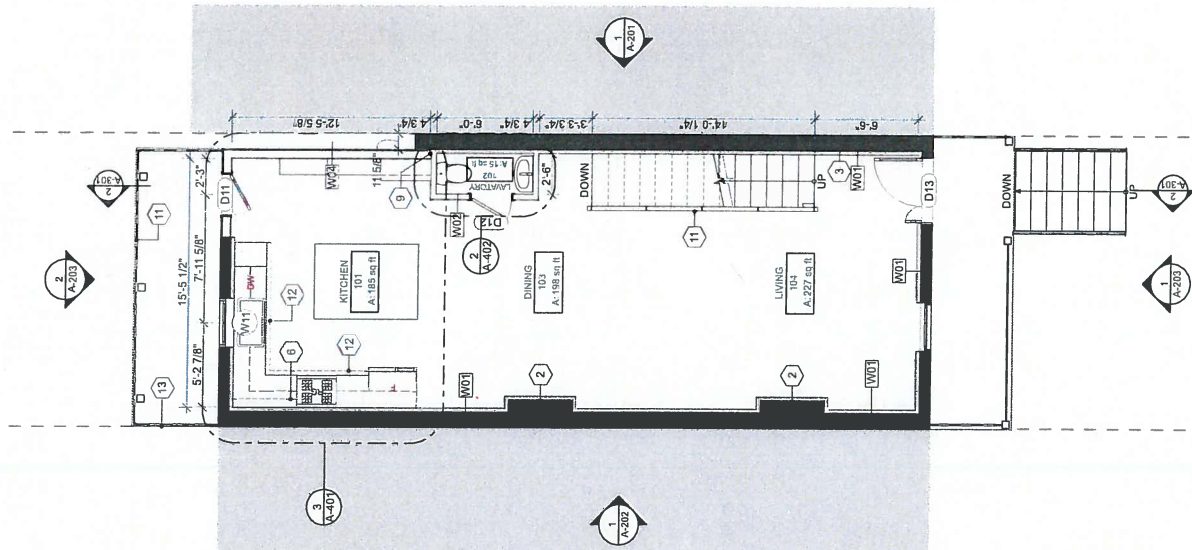 1
A-201
12'-5 5/8"
4 3/4"
6'-0"
4 3/4"
3'-3 3/4"
14'-0 1/4"
6'-6"
2
A-301
11
2
A-203
13
15'-5 1/2"
2'-3"
7'-11 5/8"
5'-2 7/8"
D11
W11
DW
12
6
12
KITCHEN
101
A: 185 sq ft
W04
11 5/8"
9
LAVATORY
102
A: 15 sq ft
2'-6"
W02
D12
2
A-402
DOWN
UP
11
3
W01
D13
DOWN
UP
2
A-301
1
A-203
DINING
103
A: 198 sq ft
LIVING
104
A: 227 sq ft
W01
W01
2
2
W01
3
A-401
1
A-202